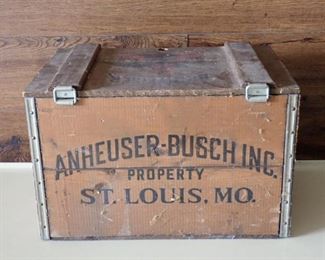 ANHEUSER-BUSCH INC.
PROPERTY
ST. LOUIS, MO.